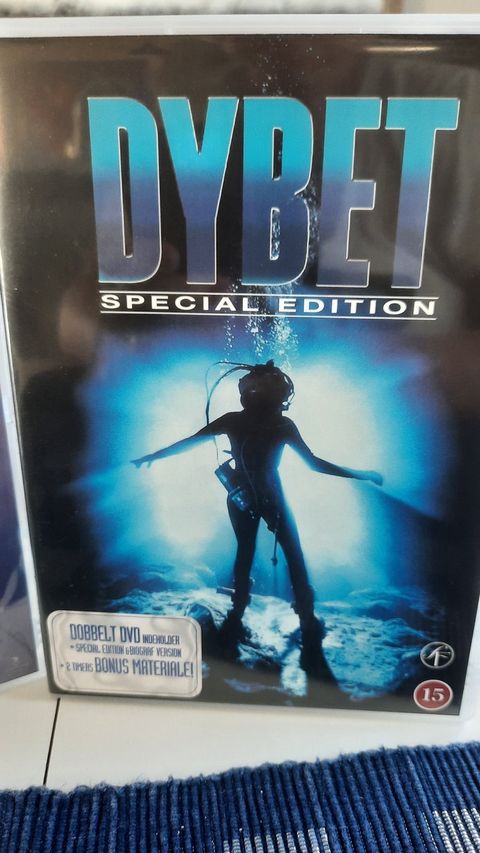 DYBET
SPECIAL EDITION
DOBBELT DVD INDEHOLDER
• SPECIAL EDITION & BIOGRAF VERSION
• 2 TIMERS BONUS MATERIALE!
15